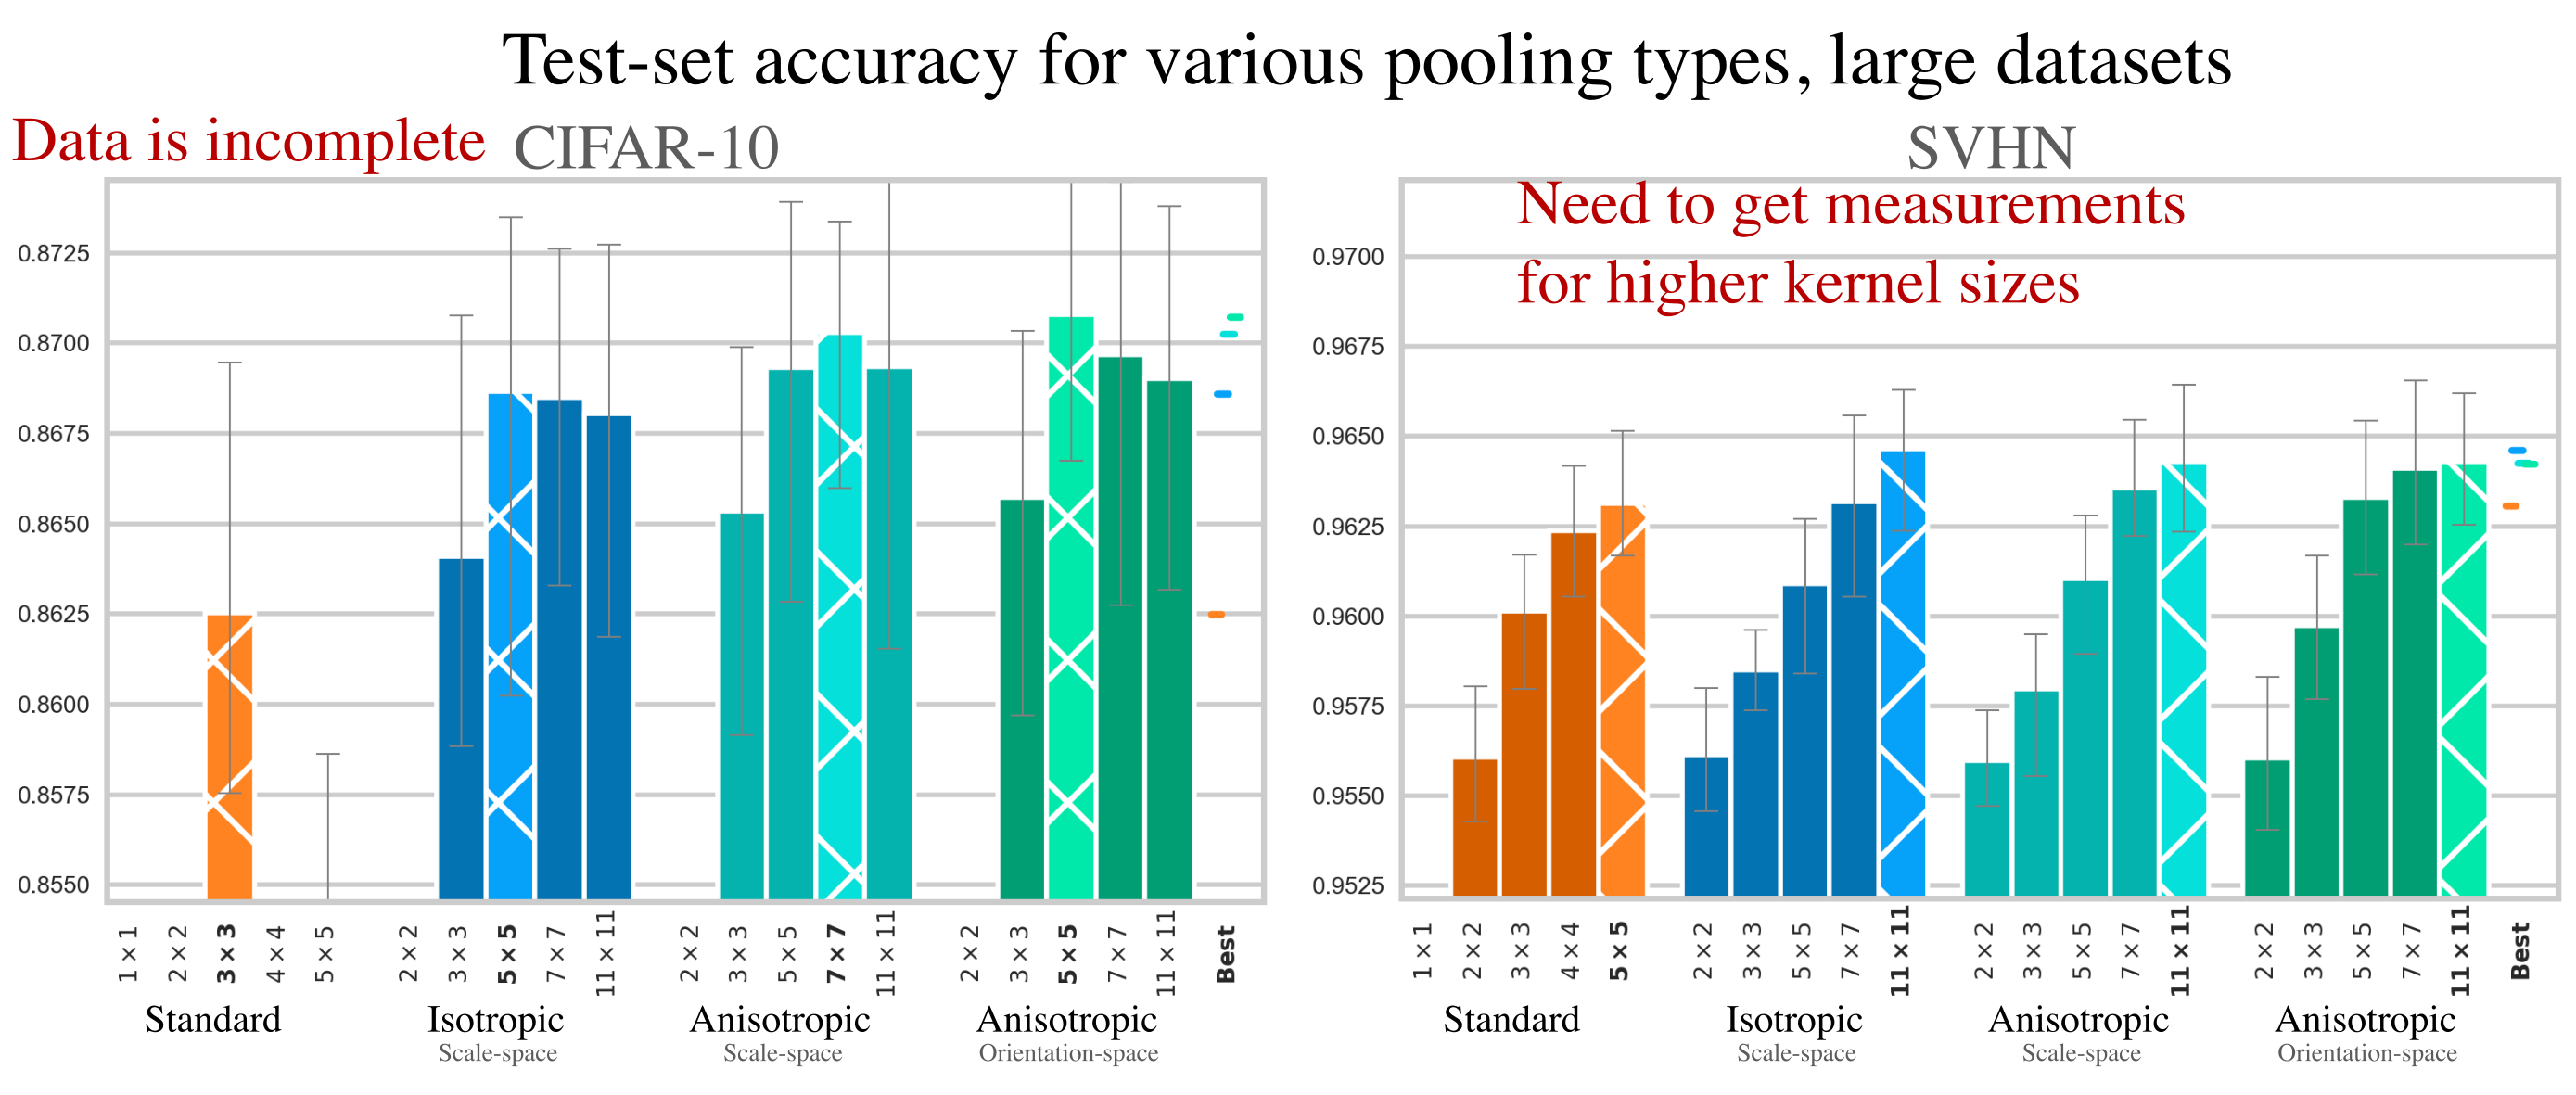 Test-set accuracy for various pooling types, large datasets
Data is incomplete
CIFAR-10
0.8725
0.8700
0.8675
0.8650
0.8625
0.8600
0.8575
0.8550
1×1
2×2
3×3
4×4
5×5
2×2
3×3
5×5
7×7
11×11
2×2
3×3
5×5
7×7
11×11
2×2
3×3
5×5
7×7
11×11
Best
Standard
Isotropic
Scale-space
Anisotropic
Scale-space
Anisotropic
Orientation-space
SVHN
Need to get measurements
for higher kernel sizes
0.9700
0.9675
0.9650
0.9625
0.9600
0.9575
0.9550
0.9525
1×1
2×2
3×3
4×4
5×5
2×2
3×3
5×5
7×7
11×11
2×2
3×3
5×5
7×7
11×11
2×2
3×3
5×5
7×7
11×11
Best
Standard
Isotropic
Scale-space
Anisotropic
Scale-space
Anisotropic
Orientation-space